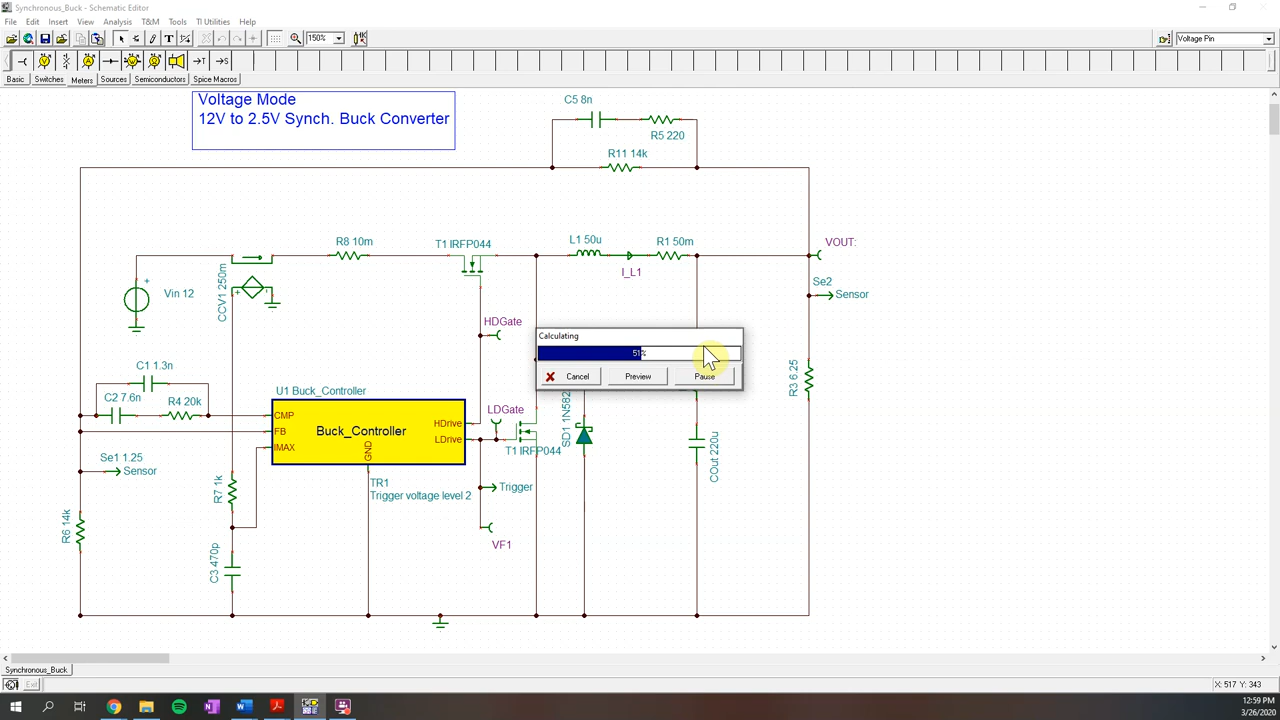 Synchronous_Buck - Schematic Editor
File Edit Insert View Analysis T&M Tools TI Utilities Help
150%
Voltage Pin
Basic Switches Meters Sources Semiconductors Spice Macros
Voltage Mode
12V to 2.5V Synch. Buck Converter
C5 8n
R5 220
R11 14k
R8 10m
T1 IRFP044
L1 50u
R1 50m
VOUT:
I_L1
CCV1 250m
Vin 12
Se2
Sensor
HDGate
Calculating
51%
Cancel Preview Pause
C1 1.3n
C2 7.6n
R4 20k
U1 Buck_Controller
CMP
FB
IMAX
Buck_Controller
GND
HDrive
LDrive
LDGate
T1 IRFP044
SD1 1N582
R3 6.25
COut 220u
Se1 1.25
Sensor
R7 1k
TR1
Trigger voltage level 2
Trigger
VF1
R6 14k
C3 470p
Synchronous_Buck
Exit
X: 517 Y: 343
12:59 PM
3/26/2020